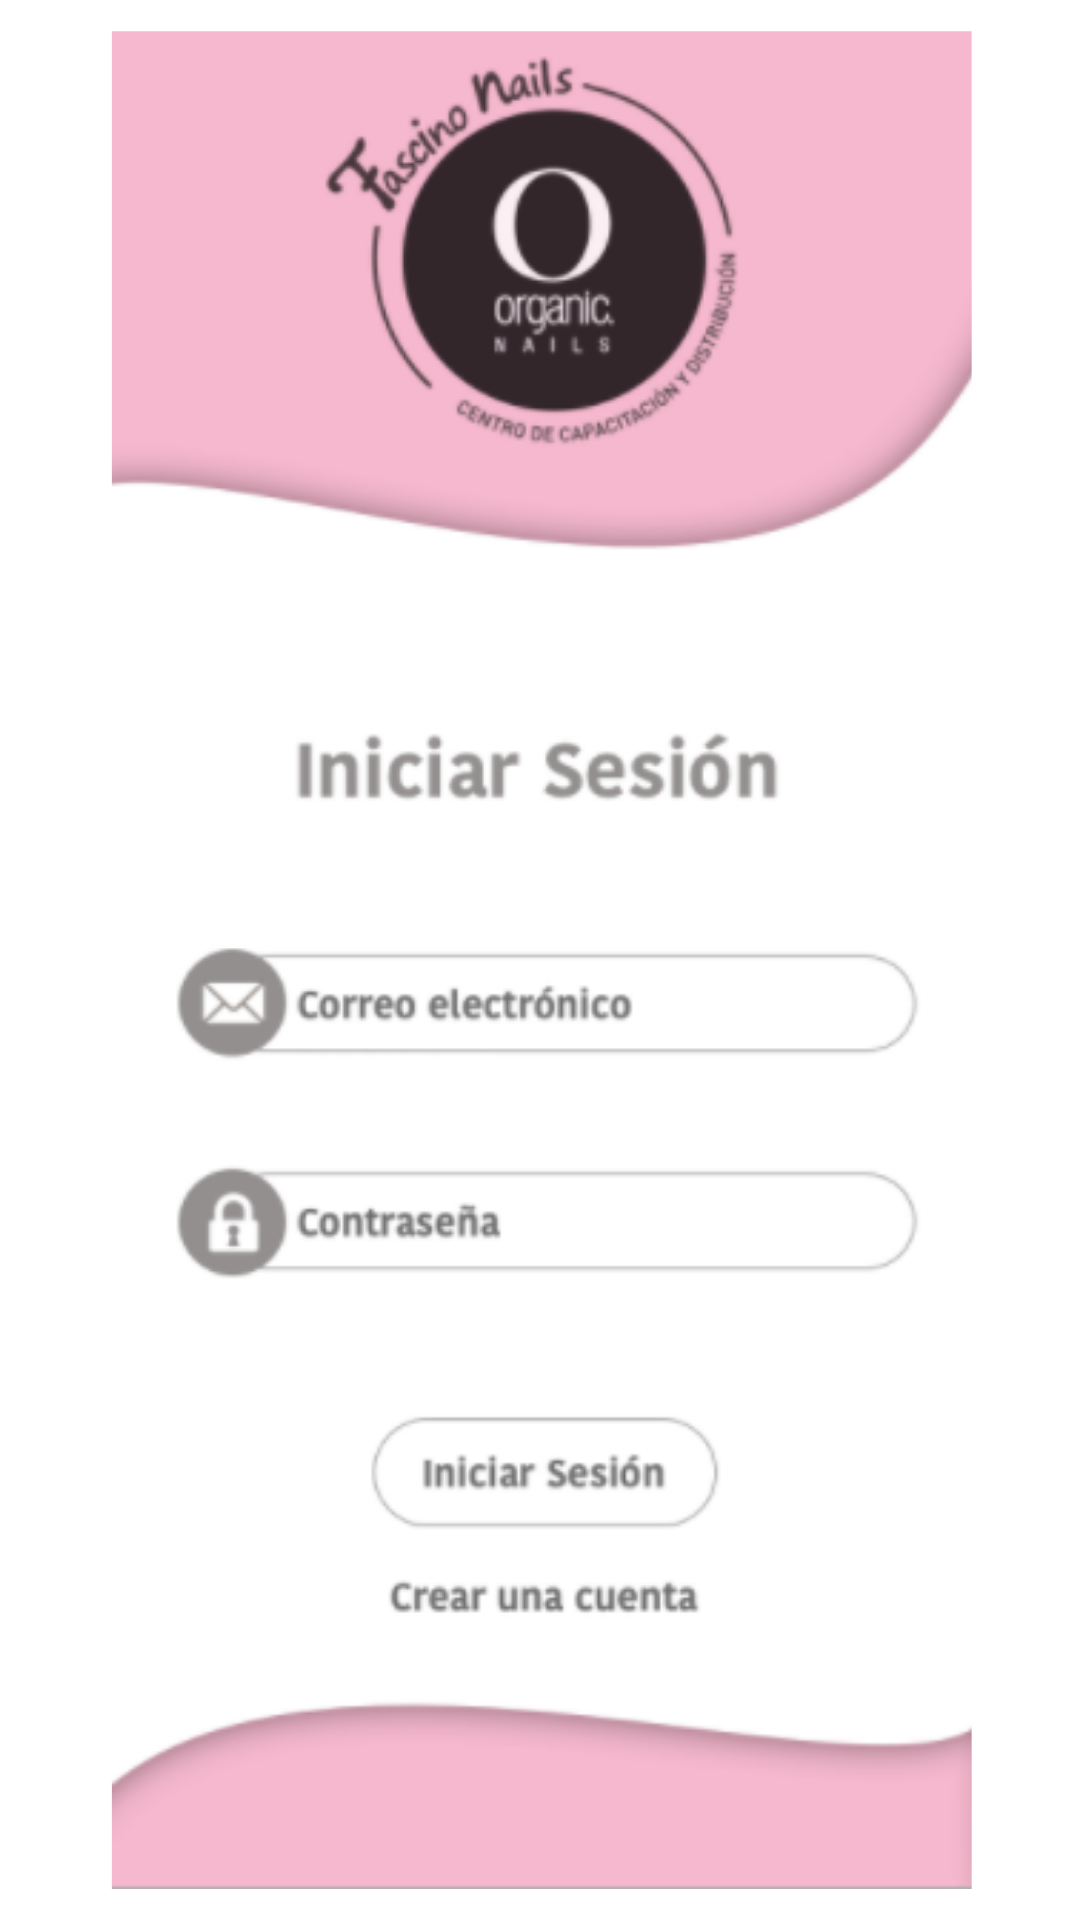 Fascino Nails
O
organic.
NAILS
CENTRO DE CAPACITACIÓN Y DISTRIBUCIÓN
Iniciar Sesión
Correo electrónico
Contraseña
Iniciar Sesión
Crear una cuenta